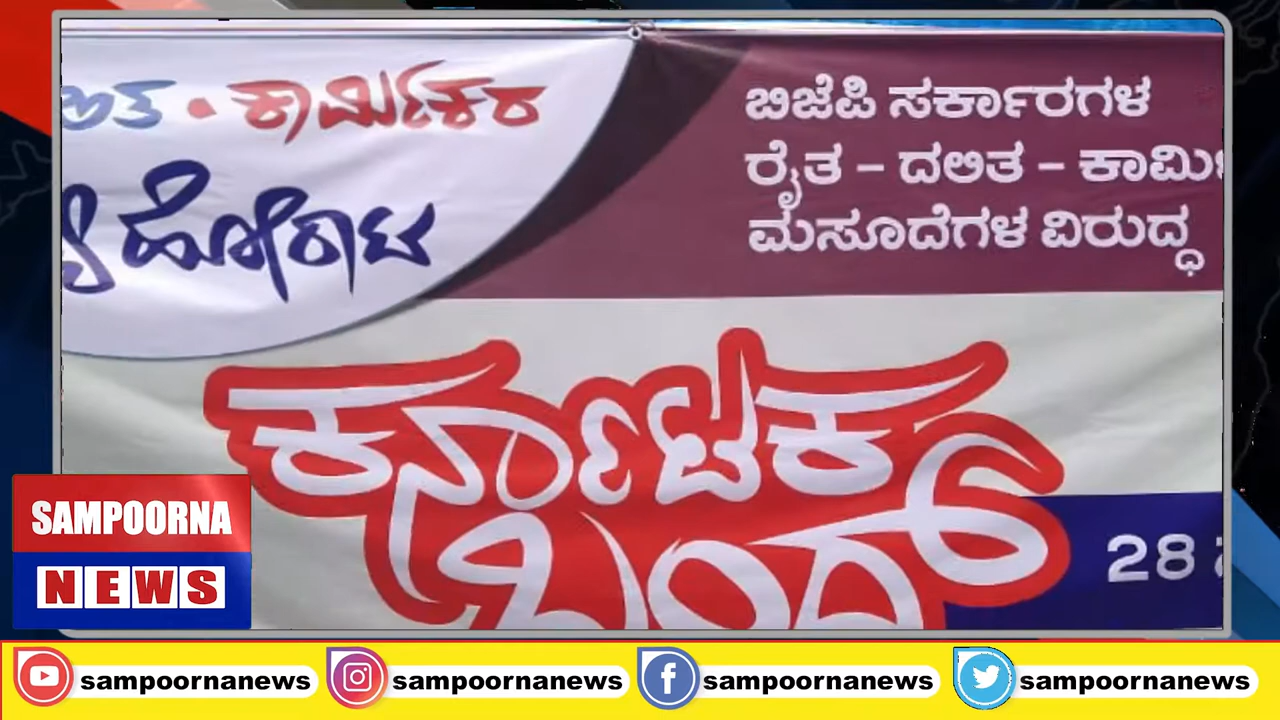 ಕಾರ್ಮಿಕರ
ಹೋರಾಟ
ಬಿಜೆಪಿ ಸರ್ಕಾರಗಳ
ರೈತ – ದಲಿತ –
ಮಸೂದೆಗಳ ವಿರುದ್ಧ
ಕರ್ನಾಟಕ
ಬಂದ್
28
SAMPOORNA
NEWS
sampoornanews
sampoornanews
sampoornanews
sampoornanews